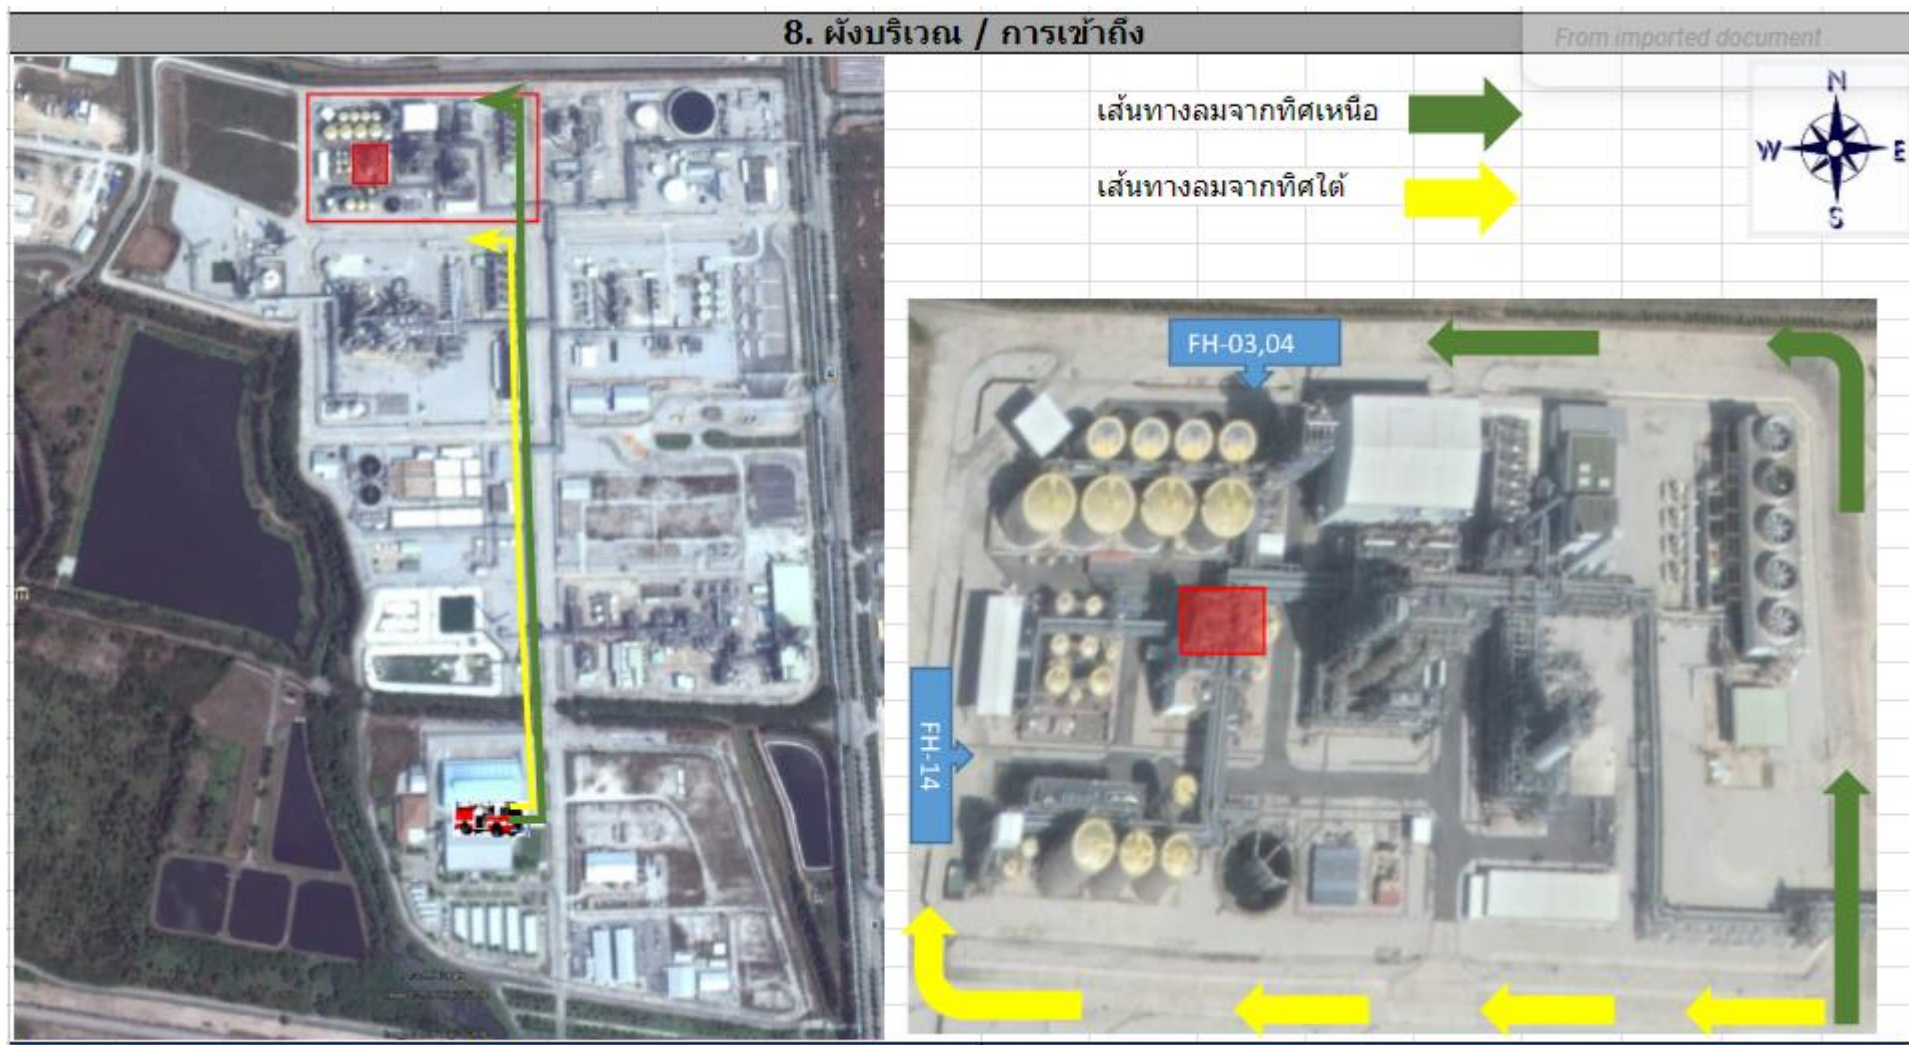 8. ผังบริเวณ / การเข้าถึง
From imported document
เส้นทางลมจากทิศเหนือ
เส้นทางลมจากทิศใต้
N
W
E
S
FH-03,04
FH-14